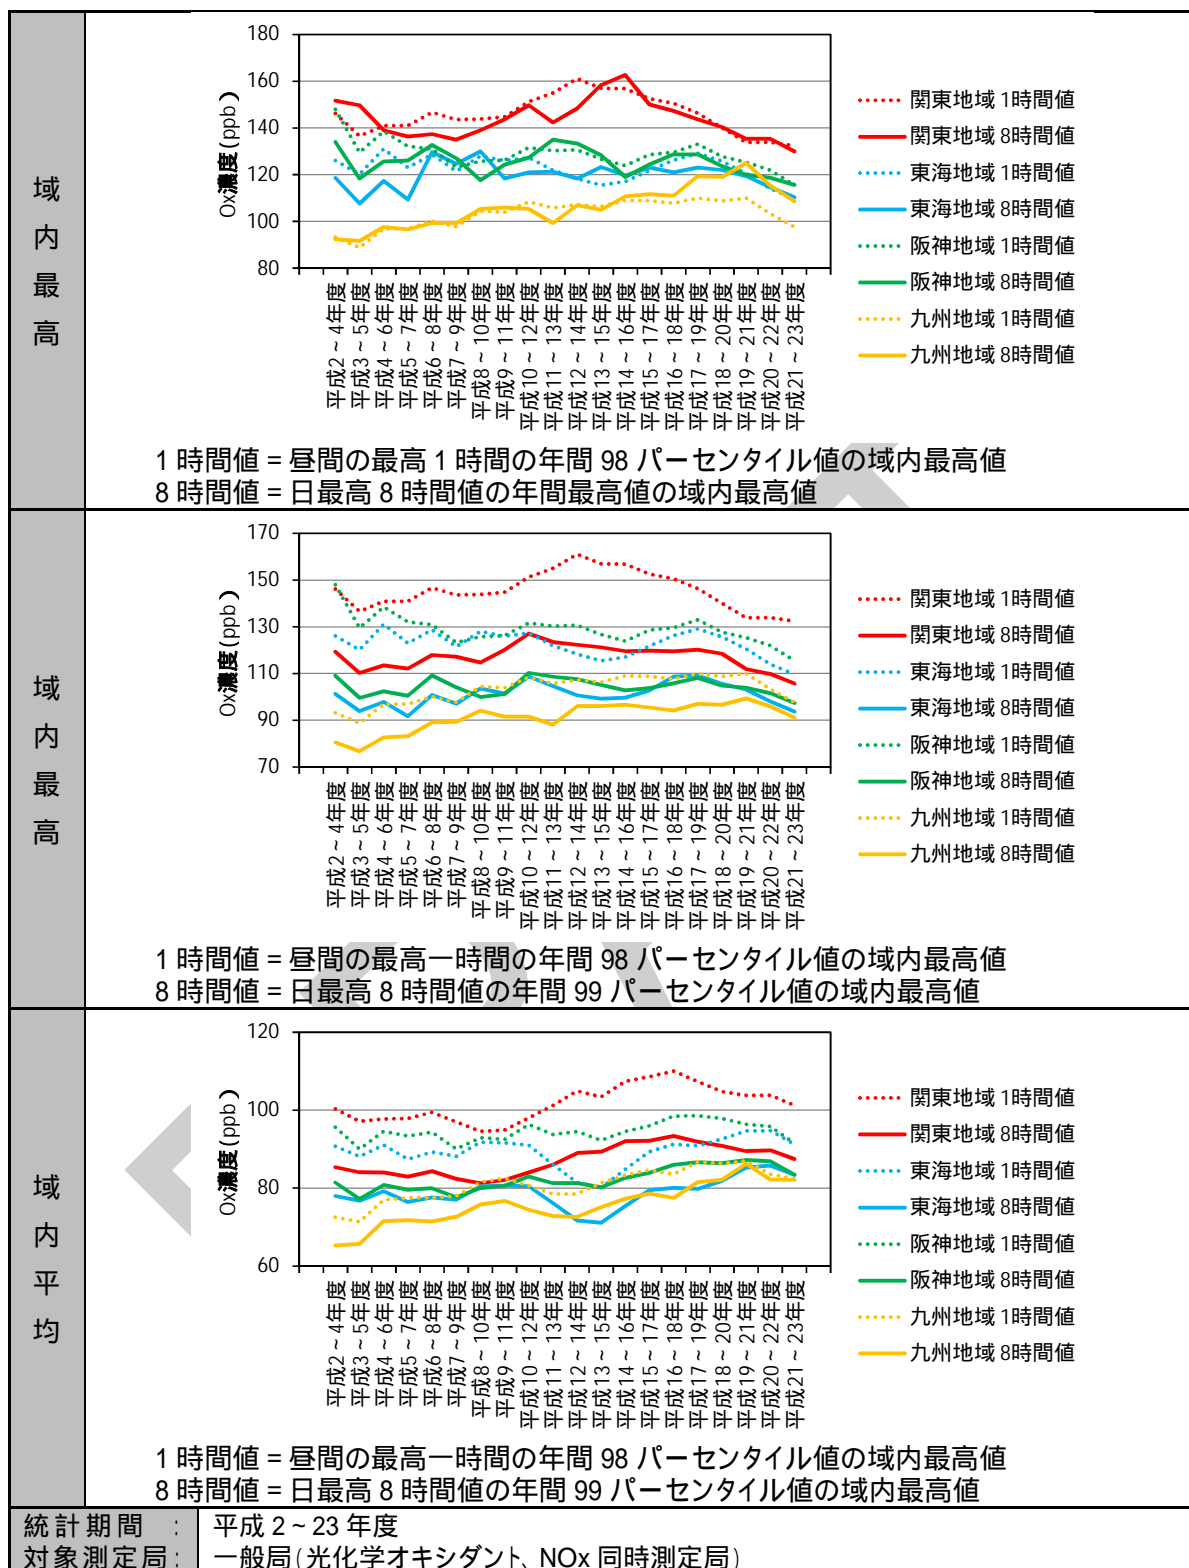 域内最高
Ox濃度(ppb)
180
160
140
120
100
80
平成2～4年度
平成3～5年度
平成4～6年度
平成5～7年度
平成6～8年度
平成7～9年度
平成8～10年度
平成9～11年度
平成10～12年度
平成11～13年度
平成12～14年度
平成13～15年度
平成14～16年度
平成15～17年度
平成16～18年度
平成17～19年度
平成18～20年度
平成19～21年度
平成20～22年度
平成21～23年度
関東地域 1時間値
関東地域 8時間値
東海地域 1時間値
東海地域 8時間値
阪神地域 1時間値
阪神地域 8時間値
九州地域 1時間値
九州地域 8時間値
1 時間値 = 昼間の最高 1 時間の年間 98 パーセンタイル値の域内最高値
8 時間値 = 日最高 8 時間値の年間最高値の域内最高値
域内最高
Ox濃度(ppb)
170
150
130
110
90
70
平成2～4年度
平成3～5年度
平成4～6年度
平成5～7年度
平成6～8年度
平成7～9年度
平成8～10年度
平成9～11年度
平成10～12年度
平成11～13年度
平成12～14年度
平成13～15年度
平成14～16年度
平成15～17年度
平成16～18年度
平成17～19年度
平成18～20年度
平成19～21年度
平成20～22年度
平成21～23年度
関東地域 1時間値
関東地域 8時間値
東海地域 1時間値
東海地域 8時間値
阪神地域 1時間値
阪神地域 8時間値
九州地域 1時間値
九州地域 8時間値
1 時間値 = 昼間の最高一時間の年間 98 パーセンタイル値の域内最高値
8 時間値 = 日最高 8 時間値の年間 99 パーセンタイル値の域内最高値
域内平均
Ox濃度(ppb)
120
100
80
60
平成2～4年度
平成3～5年度
平成4～6年度
平成5～7年度
平成6～8年度
平成7～9年度
平成8～10年度
平成9～11年度
平成10～12年度
平成11～13年度
平成12～14年度
平成13～15年度
平成14～16年度
平成15～17年度
平成16～18年度
平成17～19年度
平成18～20年度
平成19～21年度
平成20～22年度
平成21～23年度
関東地域 1時間値
関東地域 8時間値
東海地域 1時間値
東海地域 8時間値
阪神地域 1時間値
阪神地域 8時間値
九州地域 1時間値
九州地域 8時間値
1 時間値 = 昼間の最高一時間の年間 98 パーセンタイル値の域内最高値
8 時間値 = 日最高 8 時間値の年間 99 パーセンタイル値の域内最高値
統計期間 : 平成 2～23 年度
対象測定局: 一般局(光化学オキシダント、NOx 同時測定局)